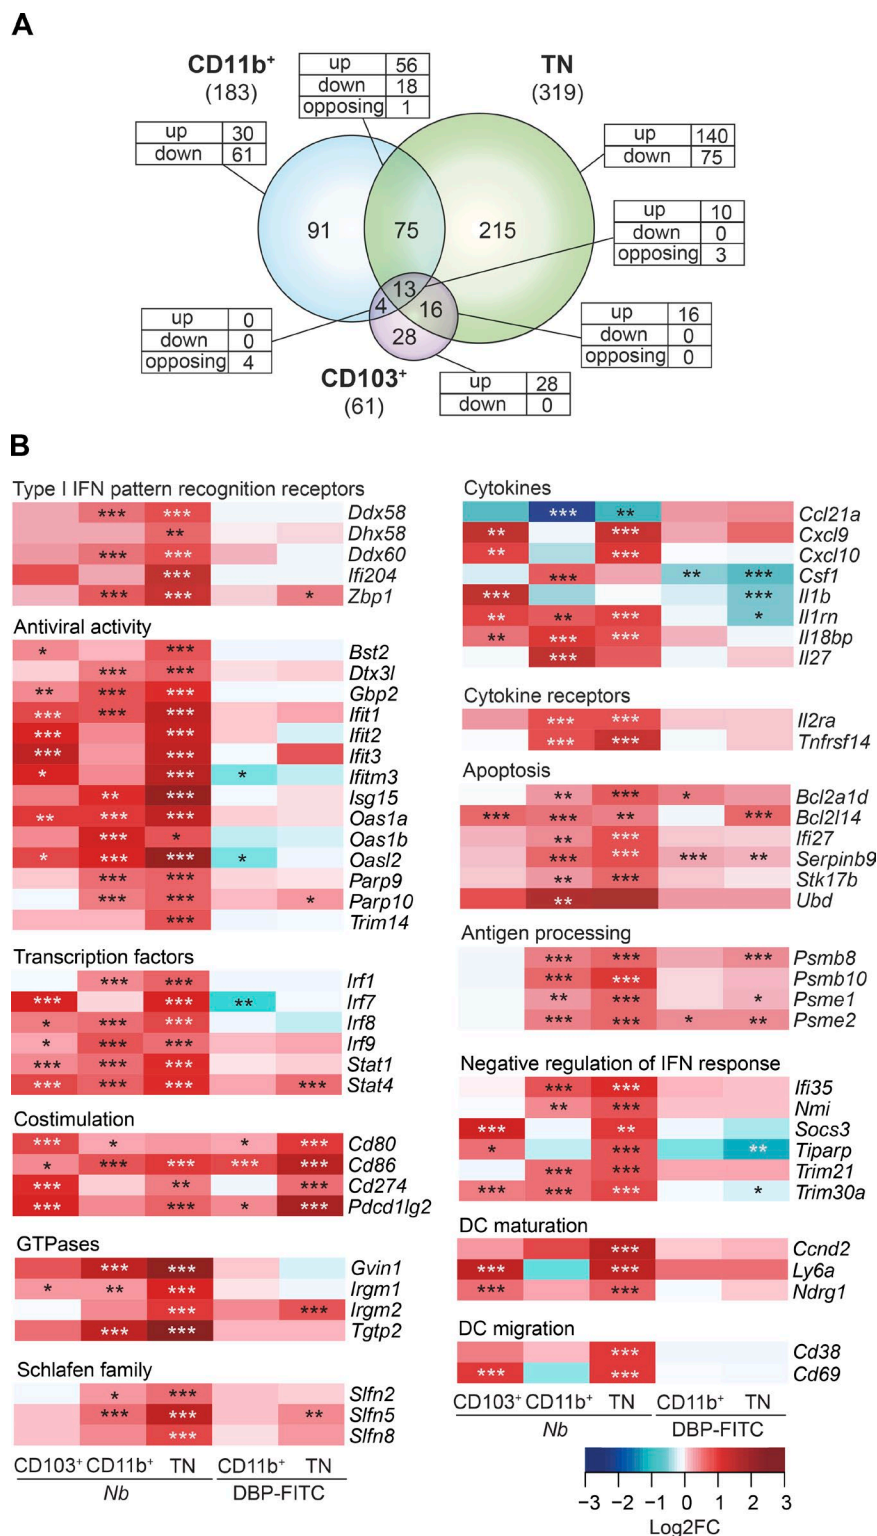 A
CD11b⁺
(183)
up 56
down 18
opposing 1
TN
(319)
up 30
down 61
up 140
down 75
91
75
215
up 10
down 0
opposing 3
13
4
16
28
up 0
down 0
opposing 4
up 16
down 0
opposing 0
CD103⁺
(61)
up 28
down 0
B
Type I IFN pattern recognition receptors
*** *** Ddx58
** Dhx58
*** *** Ddx60
*** Ifi204
*** *** * Zbp1
Antiviral activity
* *** Bst2
*** *** Dtx3l
** *** *** Gbp2
*** *** *** Ifit1
*** *** Ifit2
*** *** Ifit3
* *** * Ifitm3
** *** Isg15
** *** *** Oas1a
*** * Oas1b
* *** *** * Oasl2
*** *** Parp9
*** *** * Parp10
*** Trim14
Transcription factors
*** *** Irf1
*** *** ** Irf7
* *** *** Irf8
* *** *** Irf9
*** *** *** Stat1
*** *** *** *** Stat4
Costimulation
*** * * *** Cd80
* *** *** *** *** Cd86
*** ** *** Cd274
*** *** * *** Pdcd1lg2
GTPases
*** *** Gvin1
* ** *** Irgm1
*** *** Irgm2
*** *** Tgtp2
Schlafen family
* *** Slfn2
*** *** ** Slfn5
*** Slfn8
CD103⁺ CD11b⁺ TN CD11b⁺ TN
Nb DBP-FITC
Cytokines
*** ** Ccl21a
** *** Cxcl9
** *** Cxcl10
*** ** *** Csf1
*** *** Il1b
** ** *** * Il1rn
** *** *** Il18bp
*** Il27
Cytokine receptors
*** *** Il2ra
*** *** Tnfrsf14
Apoptosis
** *** * Bcl2a1d
*** *** ** *** Bcl2l14
** *** Ifi27
*** *** *** ** Serpinb9
** *** Stk17b
** Ubd
Antigen processing
*** *** *** Psmb8
*** *** Psmb10
** *** * Psme1
*** *** * ** Psme2
Negative regulation of IFN response
*** *** Ifi35
** *** Nmi
*** ** Socs3
* *** ** Tiparp
*** *** Trim21
*** *** *** * Trim30a
DC maturation
*** Ccnd2
*** *** Ly6a
*** *** Ndrg1
DC migration
*** Cd38
*** *** Cd69
CD103⁺ CD11b⁺ TN CD11b⁺ TN
Nb DBP-FITC
−3 −2 −1 0 1 2 3
Log2FC